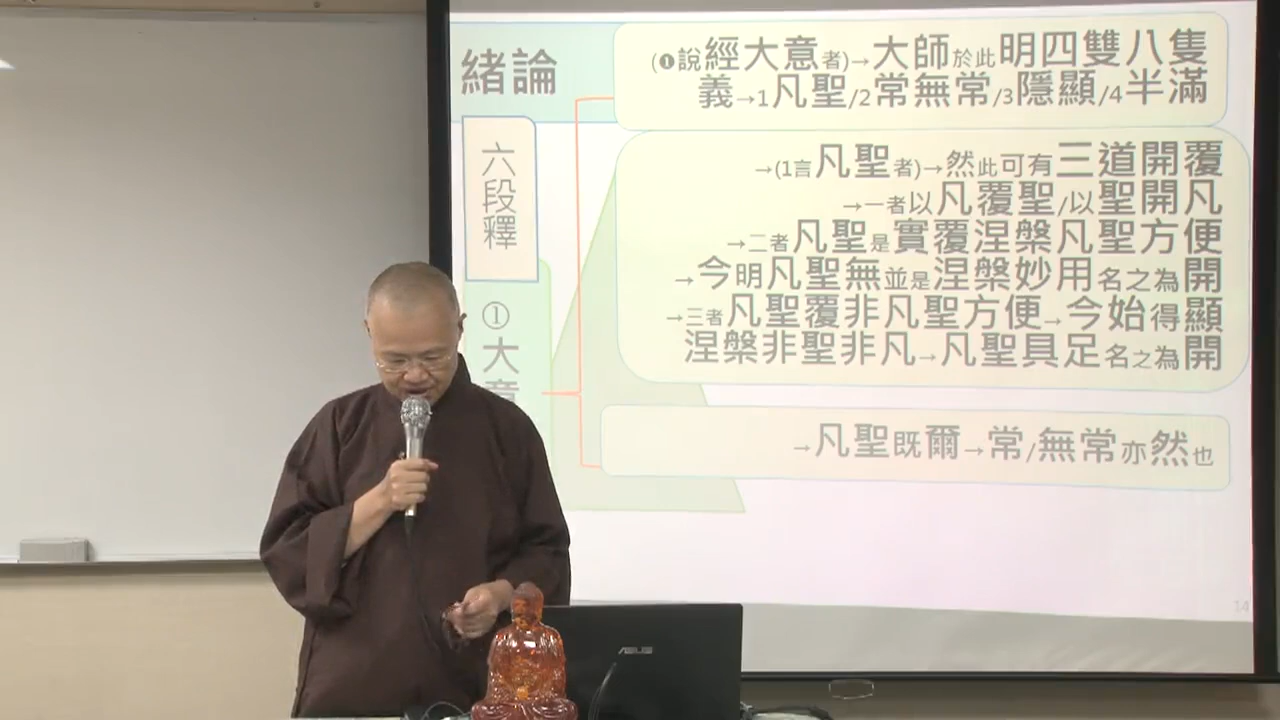 緒論
(❶說經大意者)→大師於此明四雙八隻
義→1凡聖/2常無常/3隱顯/4半滿
六段釋
①大意
→(1言凡聖者)→然此可有三道開覆
→一者以凡覆聖/以聖開凡
→二者凡聖是實覆涅槃凡聖方便
→今明凡聖無並是涅槃妙用名之為開
→三者凡聖覆非凡聖方便→今始得顯
涅槃非聖非凡→凡聖具足名之為開
→凡聖既爾→常/無常亦然也
14
ASUS